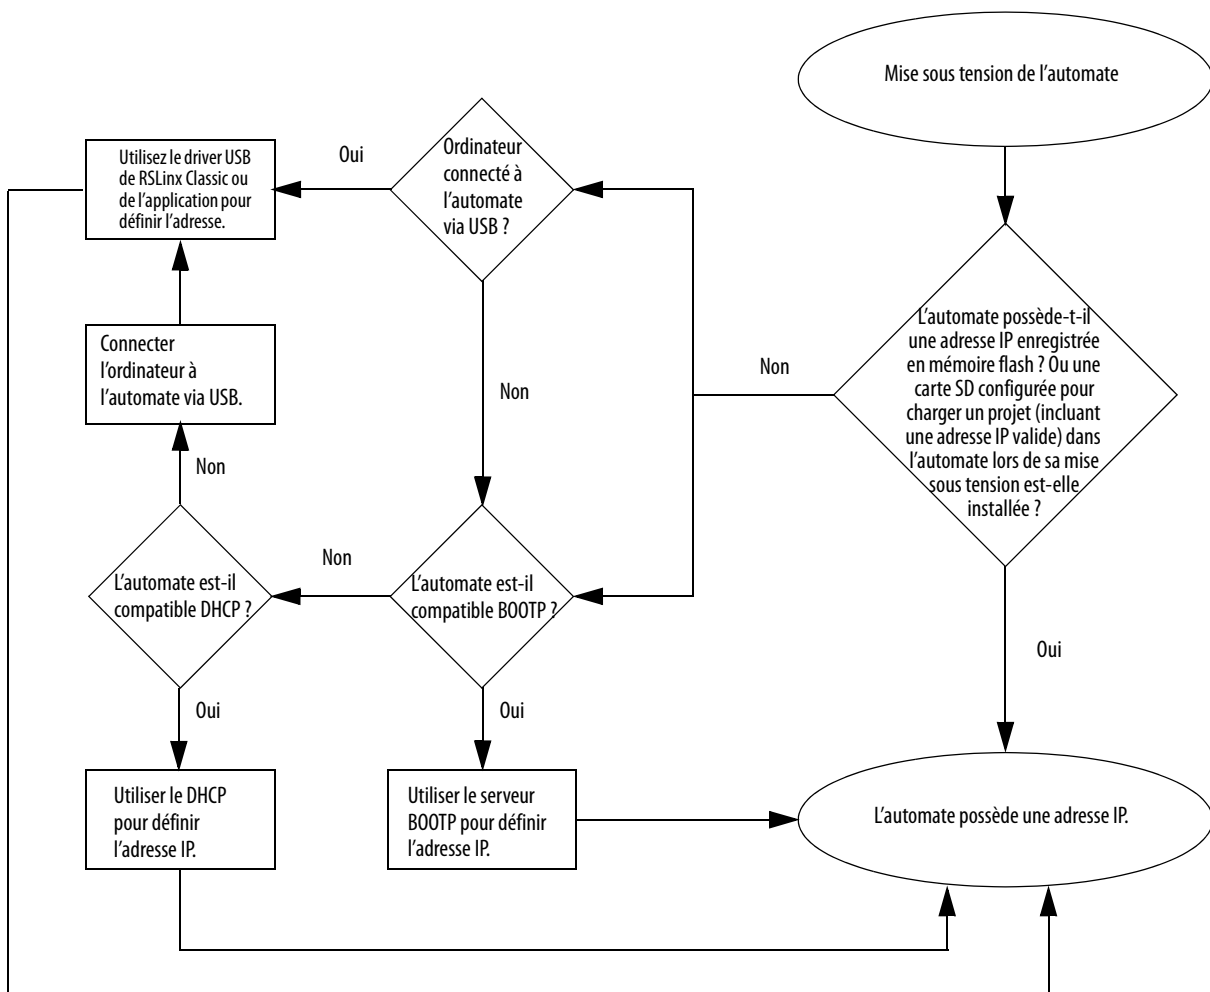 Mise sous tension de l'automate
Ordinateur
connecté à
l'automate
via USB ?
Oui
Utilisez le driver USB
de RSLinx Classic ou
de l'application pour
définir l'adresse.
L'automate possède-t-il
une adresse IP enregistrée
en mémoire flash ? Ou une
carte SD configurée pour
charger un projet (incluant
une adresse IP valide) dans
l'automate lors de sa mise
sous tension est-elle
installée ?
Non
Non
Connecter
l'ordinateur à
l'automate via USB.
Non
Non
L'automate est-il
compatible DHCP ?
L'automate est-il
compatible BOOTP ?
Oui
Oui
Oui
Utiliser le DHCP
pour définir
l'adresse IP.
Utiliser le serveur
BOOTP pour définir
l'adresse IP.
L'automate possède une adresse IP.